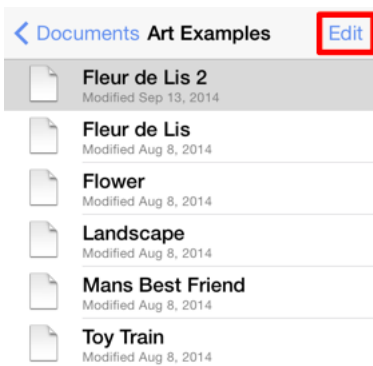 Documents Art Examples Edit
Fleur de Lis 2
Modified Sep 13, 2014
Fleur de Lis
Modified Aug 8, 2014
Flower
Modified Aug 8, 2014
Landscape
Modified Aug 8, 2014
Mans Best Friend
Modified Aug 8, 2014
Toy Train
Modified Aug 8, 2014